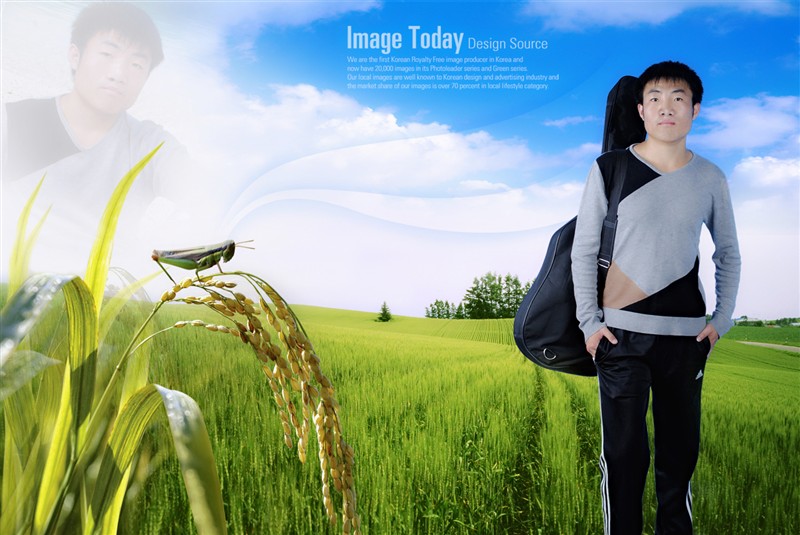 Image Today Design Source
We are the first Korean Royalty Free image producer in Korea and
now have 20,000 images in its Photoleader series and Green series.
Our local images are well known to Korean design and advertising industry and
the market share of our images is over 70 percent in local lifestyle category.